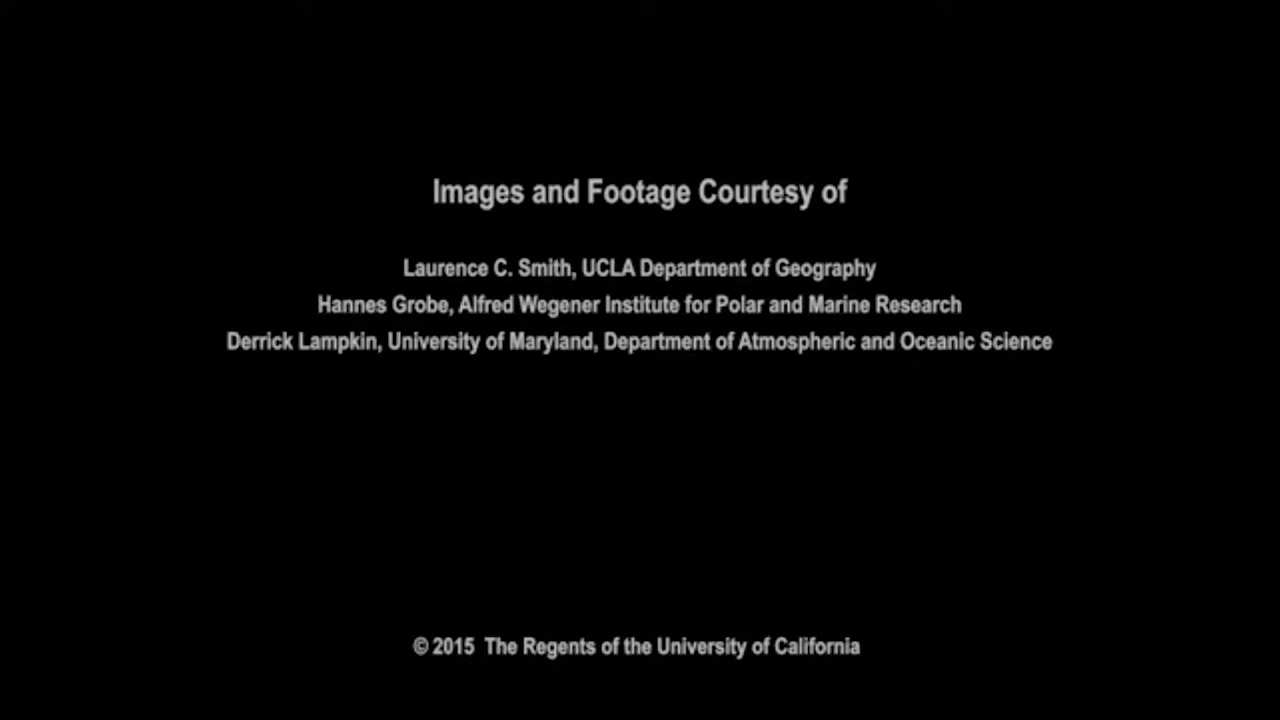 Images and Footage Courtesy of
Laurence C. Smith, UCLA Department of Geography
Hannes Grobe, Alfred Wegener Institute for Polar and Marine Research
Derrick Lampkin, University of Maryland, Department of Atmospheric and Oceanic Science
© 2015 The Regents of the University of California